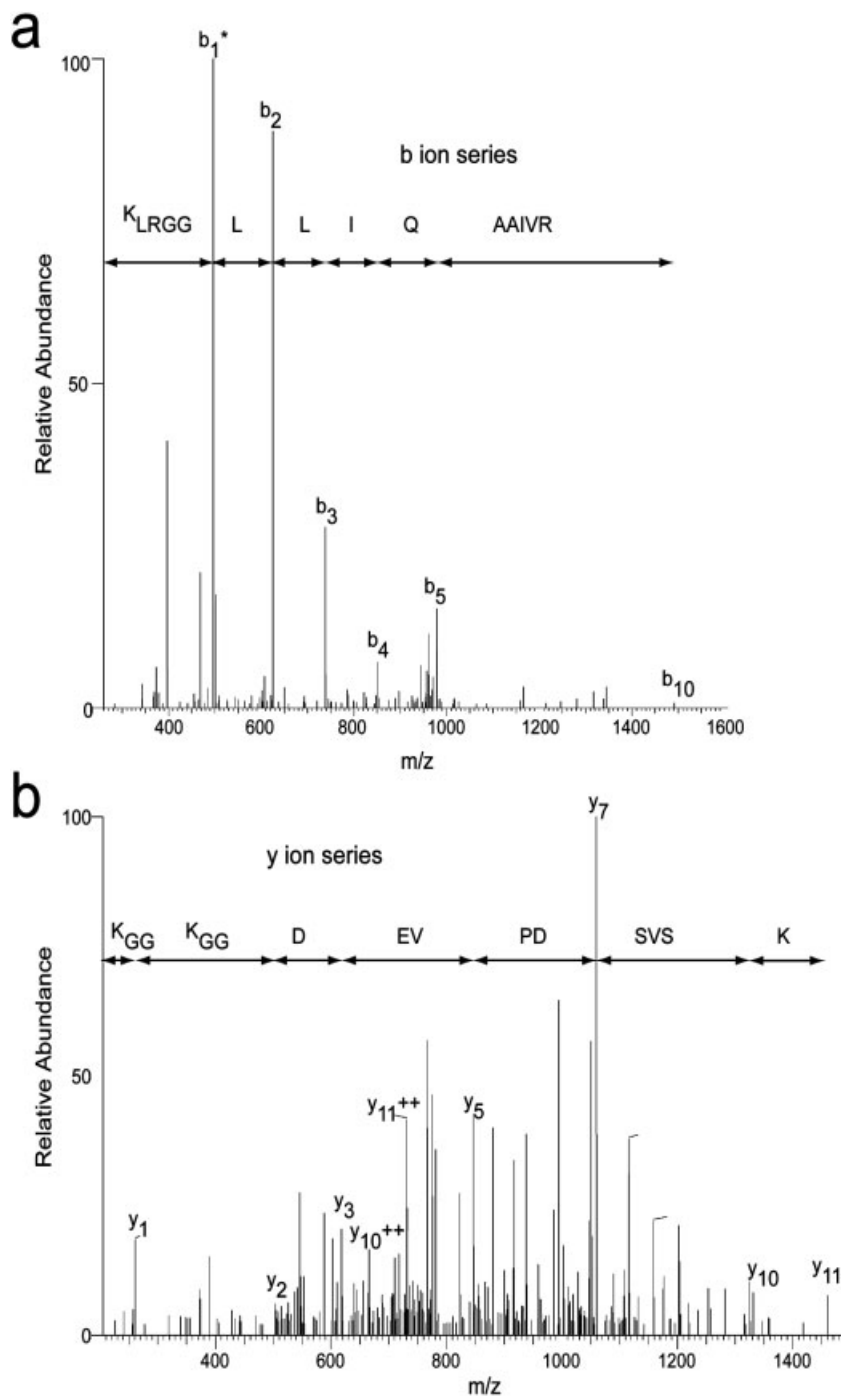 a
100
50
0
Relative Abundance
b1*
b2
b ion series
KLRGG L L I Q AAIVR
b3
b4
b5
b10
400 600 800 1000 1200 1400 1600
m/z
b
100
50
0
Relative Abundance
y7
y ion series
KGG KGG D EV PD SVS K
y11++
y5
y1
y3
y10++
y2
y10
y11
400 600 800 1000 1200 1400
m/z